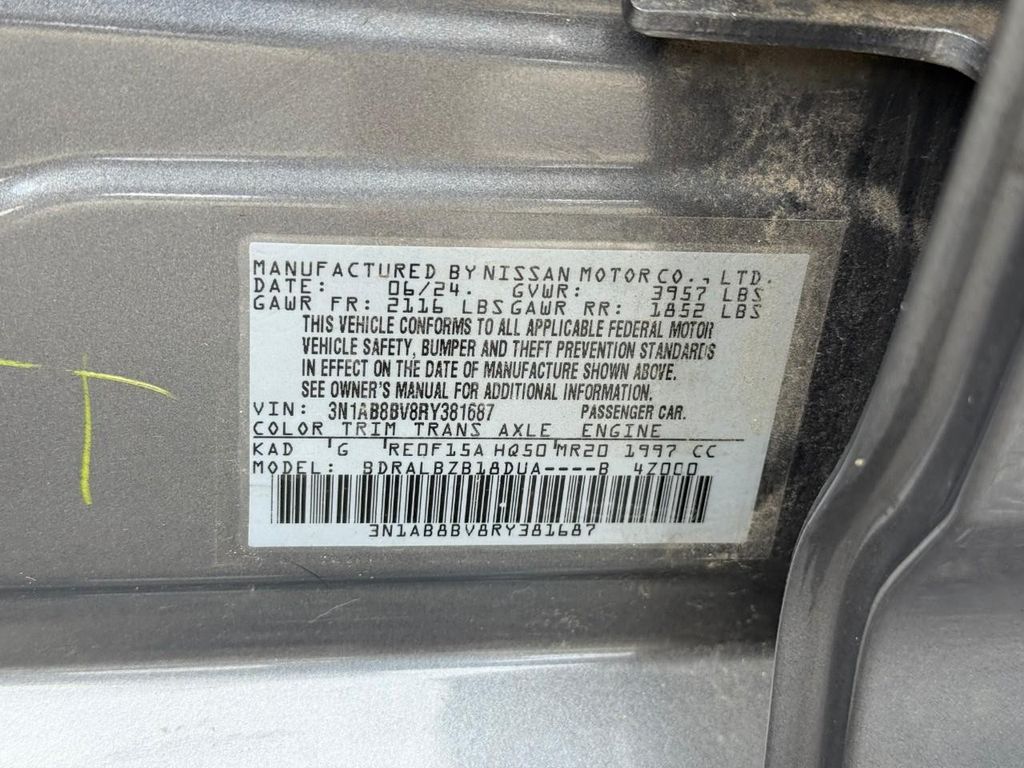 MANUFACTURED BY NISSAN MOTOR CO., LTD.
DATE: 06/24. GVWR: 3957 LBS
GAWR FR: 2116 LBS GAWR RR: 1852 LBS
THIS VEHICLE CONFORMS TO ALL APPLICABLE FEDERAL MOTOR
VEHICLE SAFETY, BUMPER AND THEFT PREVENTION STANDARDS
IN EFFECT ON THE DATE OF MANUFACTURE SHOWN ABOVE.
SEE OWNER'S MANUAL FOR ADDITIONAL INFORMATION.
VIN: 3N1AB8BV8RY381687 PASSENGER CAR.
COLOR TRIM TRANS AXLE ENGINE
KAD G RE0F15A HQ50 MR20 1997 CC
MODEL: BDRALBZB18DUA----B 4Z0C0
3N1AB8BV8RY381687